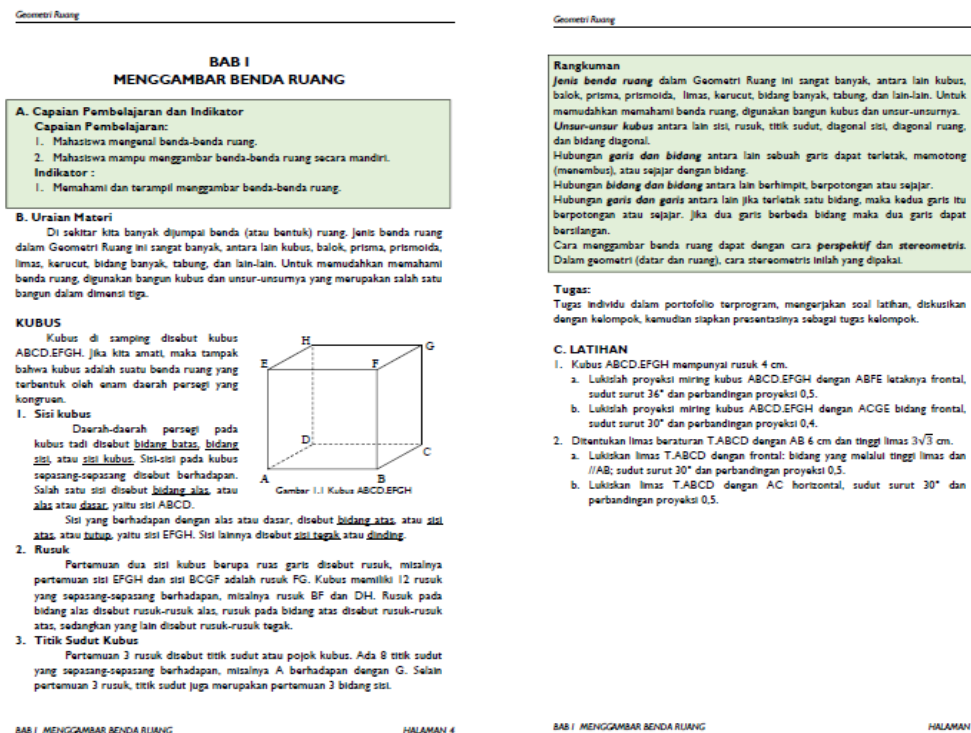 Geometri Ruang
BAB I
MENGGAMBAR BENDA RUANG
A. Capaian Pembelajaran dan Indikator
Capaian Pembelajaran:
1. Mahasiswa mengenal benda-benda ruang.
2. Mahasiswa mampu menggambar benda-benda ruang secara mandiri.
Indikator :
1. Memahami dan terampil menggambar benda-benda ruang.
B. Uraian Materi
Di sekitar kita banyak dijumpai benda (atau bentuk) ruang. Jenis benda ruang
dalam Geometri Ruang ini sangat banyak, antara lain kubus, balok, prisma, prismoida,
limas, kerucut, bidang banyak, tabung, dan lain-lain. Untuk memudahkan memahami
benda ruang, digunakan bangun kubus dan unsur-unsurnya yang merupakan salah satu
bangun dalam dimensi tiga.
KUBUS
Kubus di samping disebut kubus
ABCD.EFGH. Jika kita amati, maka tampak
bahwa kubus adalah suatu benda ruang yang
terbentuk oleh enam daerah persegi yang
kongruen.
1. Sisi kubus
Daerah-daerah persegi pada
kubus tadi disebut bidang batas, bidang
sisi, atau sisi kubus. Sisi-sisi pada kubus
sepasang-sepasang disebut berhadapan.
Salah satu sisi disebut bidang alas, atau
alas atau dasar, yaitu sisi ABCD.
H
G
E
F
D
C
A
B
Gambar 1.1 Kubus ABCD.EFGH
Sisi yang berhadapan dengan alas atau dasar, disebut bidang atas, atau sisi
atas, atau tutup, yaitu sisi EFGH. Sisi lainnya disebut sisi tegak atau dinding.
2. Rusuk
Pertemuan dua sisi kubus berupa ruas garis disebut rusuk, misalnya
pertemuan sisi EFGH dan sisi BCGF adalah rusuk FG. Kubus memiliki 12 rusuk
yang sepasang-sepasang berhadapan, misalnya rusuk BF dan DH. Rusuk pada
bidang alas disebut rusuk-rusuk alas, rusuk pada bidang atas disebut rusuk-rusuk
atas, sedangkan yang lain disebut rusuk-rusuk tegak.
3. Titik Sudut Kubus
Pertemuan 3 rusuk disebut titik sudut atau pojok kubus. Ada 8 titik sudut
yang sepasang-sepasang berhadapan, misalnya A berhadapan dengan G. Selain
pertemuan 3 rusuk, titik sudut juga merupakan pertemuan 3 bidang sisi.
BAB I MENGGAMBAR BENDA RUANG
HALAMAN 4
Geometri Ruang
Rangkuman
Jenis benda ruang dalam Geometri Ruang ini sangat banyak, antara lain kubus,
balok, prisma, prismoida, limas, kerucut, bidang banyak, tabung, dan lain-lain. Untuk
memudahkan memahami benda ruang, digunakan bangun kubus dan unsur-unsurnya.
Unsur-unsur kubus antara lain sisi, rusuk, titik sudut, diagonal sisi, diagonal ruang,
dan bidang diagonal.
Hubungan garis dan bidang antara lain sebuah garis dapat terletak, memotong
(menembus), atau sejajar dengan bidang.
Hubungan bidang dan bidang antara lain berhimpit, berpotongan atau sejajar.
Hubungan garis dan garis antara lain jika terletak satu bidang, maka kedua garis itu
berpotongan atau sejajar. Jika dua garis berbeda bidang maka dua garis dapat
bersilangan.
Cara menggambar benda ruang dapat dengan cara perspektif dan stereometris.
Dalam geometri (datar dan ruang), cara stereometris inilah yang dipakai.
Tugas:
Tugas individu dalam portofolio terprogram, mengerjakan soal latihan, diskusikan
dengan kelompok, kemudian siapkan presentasinya sebagai tugas kelompok.
C. LATIHAN
1. Kubus ABCD.EFGH mempunyai rusuk 4 cm.
a. Lukislah proyeksi miring kubus ABCD.EFGH dengan ABFE letaknya frontal,
sudut surut 36° dan perbandingan proyeksi 0,5.
b. Lukislah proyeksi miring kubus ABCD.EFGH dengan ACGE bidang frontal,
sudut surut 30° dan perbandingan proyeksi 0,4.
2. Ditentukan limas beraturan T.ABCD dengan AB 6 cm dan tinggi limas 3√3 cm.
a. Lukiskan limas T.ABCD dengan frontal: bidang yang melalui tinggi limas dan
//AB; sudut surut 30° dan perbandingan proyeksi 0,5.
b. Lukiskan limas T.ABCD dengan AC horizontal, sudut surut 30° dan
perbandingan proyeksi 0,5.
BAB I MENGGAMBAR BENDA RUANG
HALAMAN